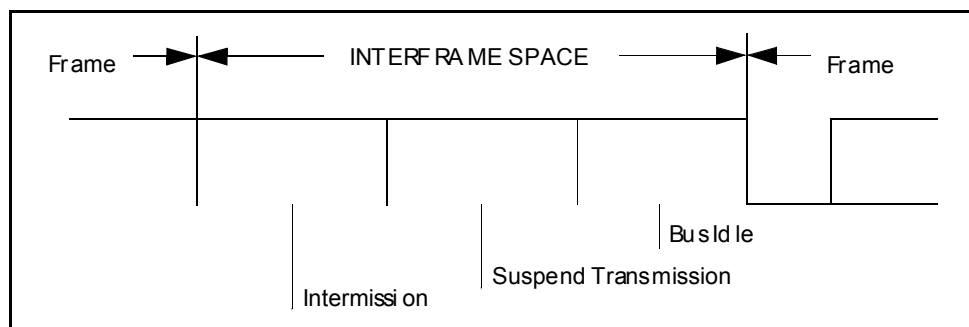 Frame
INTERFRAME SPACE
Frame
Bus Idle
Suspend Transmission
Intermission